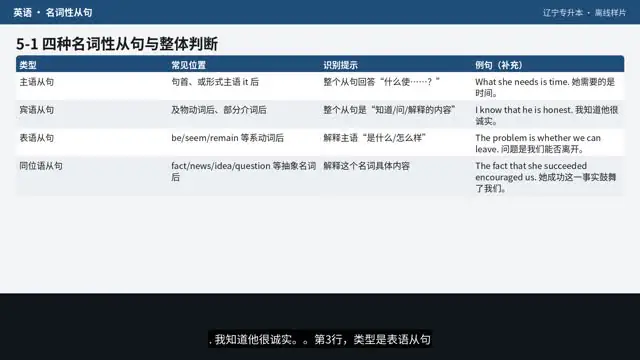 英语 · 名词性从句
辽宁专升本 · 离线样片
5-1 四种名词性从句与整体判断
类型 常见位置 识别提示 例句（补充）
主语从句 句首、或形式主语 it 后 整个从句回答“什么使……？” What she needs is time. 她需要的是
时间。
宾语从句 及物动词后、部分介词后 整个从句是“知道/问/解释的内容” I know that he is honest. 我知道他很
诚实。
表语从句 be/seem/remain 等系动词后 解释主语“是什么/怎么样” The problem is whether we can
leave. 问题是我们能否离开。
同位语从句 fact/news/idea/question 等抽象名词 解释这个名词具体内容 The fact that she succeeded
后 encouraged us. 她成功这一事实鼓舞
了我们。
. 我知道他很诚实。。第3行，类型是表语从句